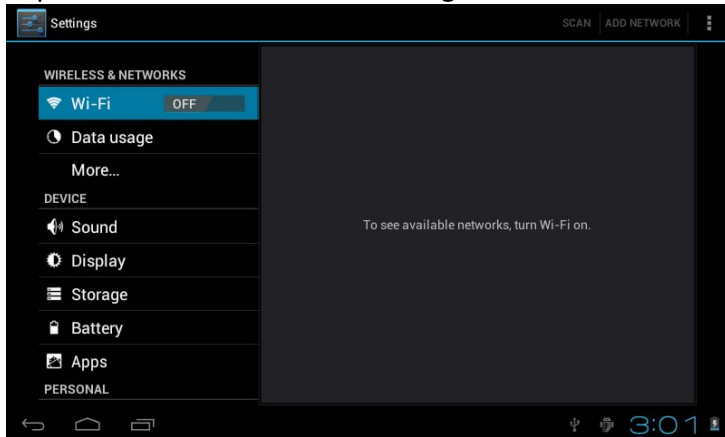 Settings
SCAN
ADD NETWORK
WIRELESS & NETWORKS
Wi-Fi
OFF
Data usage
More...
DEVICE
Sound
Display
Storage
Battery
Apps
PERSONAL
To see available networks, turn Wi-Fi on.
3:01